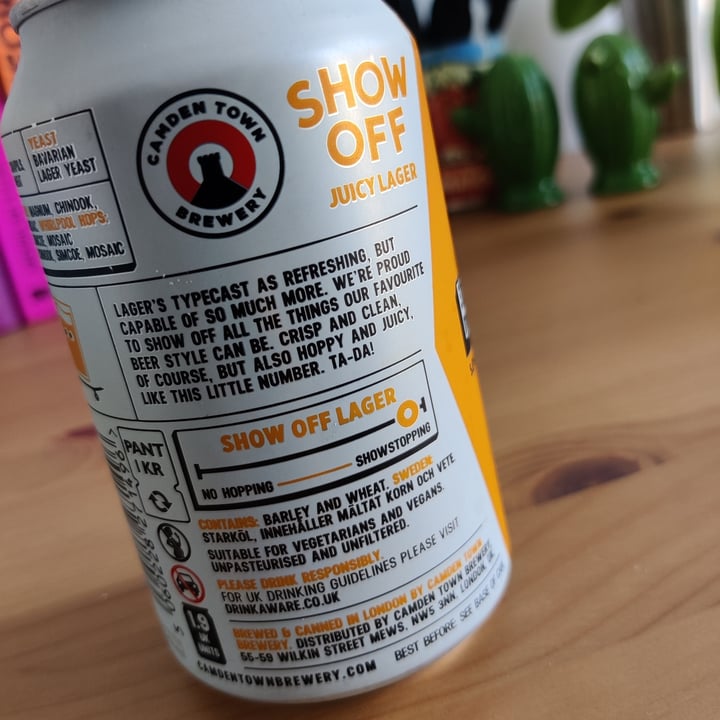 YEAST
BAVARIAN
LAGER YEAST
MAGNUM, CHINOOK,
WHIRLPOOL HOPS:
MOSAIC
SIMCOE, MOSAIC
CAMDEN TOWN
BREWERY
SHOW
OFF
JUICY LAGER
LAGER'S TYPECAST AS REFRESHING, BUT
CAPABLE OF SO MUCH MORE. WE'RE PROUD
TO SHOW OFF ALL THE THINGS OUR FAVOURITE
BEER STYLE CAN BE. CRISP AND CLEAN,
OF COURSE, BUT ALSO HOPPY AND JUICY,
LIKE THIS LITTLE NUMBER. TA-DA!
PANT
1 KR
SHOW OFF LAGER
NO HOPPING
SHOWSTOPPING
CONTAINS: BARLEY AND WHEAT. SWEDEN:
STARKÖL, INNEHÅLLER MÄLTAT KORN OCH VETE
SUITABLE FOR VEGETARIANS AND VEGANS.
UNPASTEURISED AND UNFILTERED.
PLEASE DRINK RESPONSIBLY.
FOR UK DRINKING GUIDELINES PLEASE VISIT
DRINKAWARE.CO.UK
1.9
UK
UNITS
BREWED & CANNED IN LONDON BY CAMDEN TOWN
BREWERY. DISTRIBUTED BY CAMDEN TOWN BREWERY,
55-59 WILKIN STREET MEWS, NW5 3NN, LONDON, UK.
CAMDENTOWNBREWERY.COM
BEST BEFORE: SEE BASE OF CAN